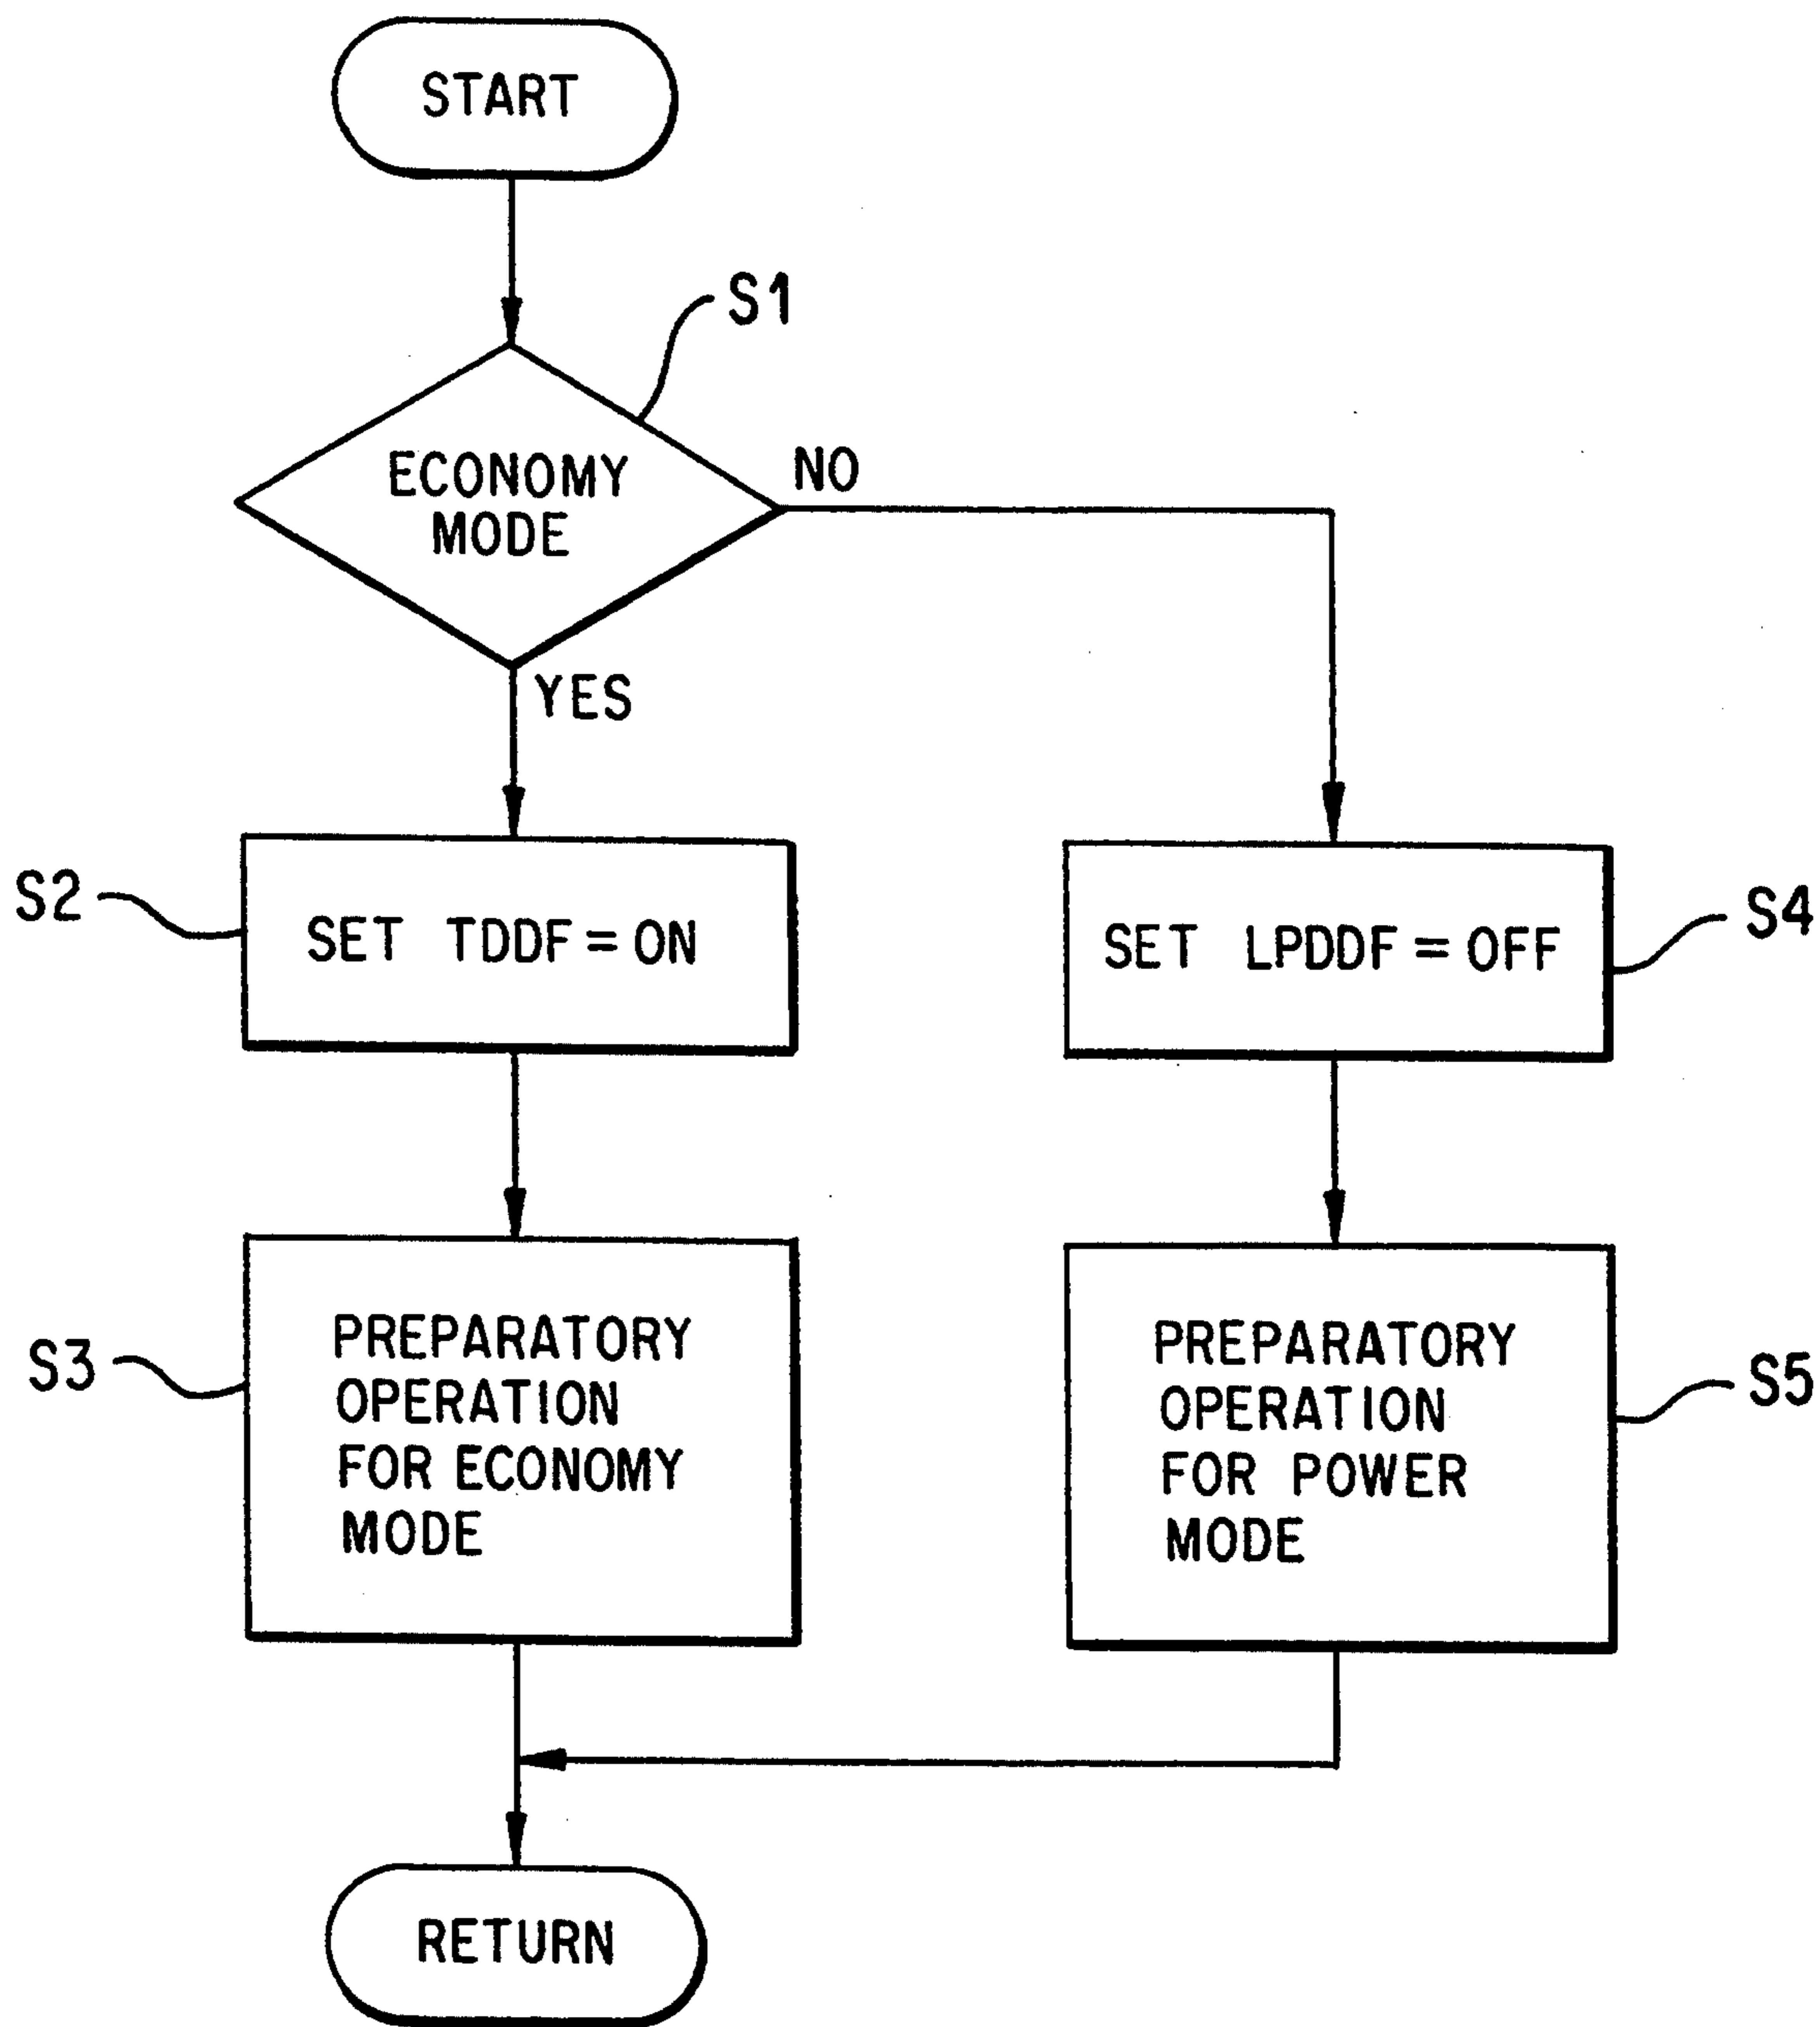 START
S1
ECONOMY
MODE
NO
YES
S2
SET TDDF = ON
SET LPDDF = OFF
S4
S3
PREPARATORY
OPERATION
FOR ECONOMY
MODE
PREPARATORY
OPERATION
FOR POWER
MODE
S5
RETURN